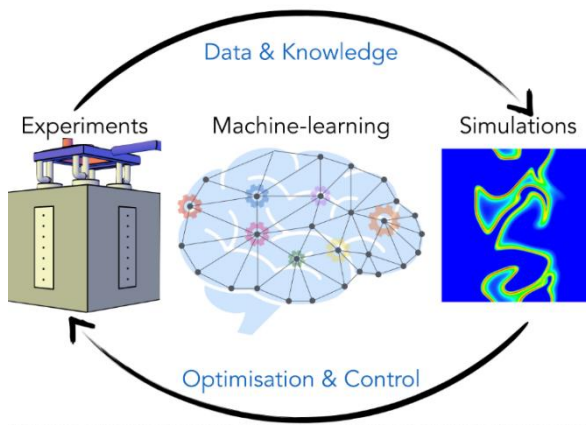 Data & Knowledge
Experiments
Machine-learning
Simulations
Optimisation & Control